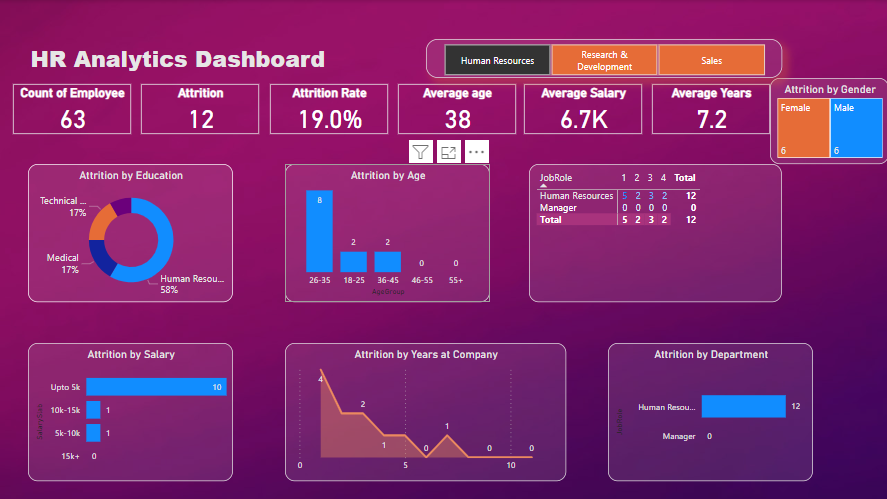 HR Analytics Dashboard
Human Resources
Research &
Development
Sales
Count of Employee
63
Attrition
12
Attrition Rate
19.0%
Average age
38
Average Salary
6.7K
Average Years
7.2
Attrition by Gender
Female
Male
6
6
Attrition by Education
Technical ...
17%
Medical
17%
Human Resou...
58%
Attrition by Age
8
2
2
0
0
26-35 18-25 36-45 46-55 55+
AgeGroup
JobRole 1 2 3 4 Total
Human Resources 5 2 3 2 12
Manager 0 0 0 0 0
Total 5 2 3 2 12
Attrition by Salary
Upto 5k 10
10k-15k 1
5k-10k 1
15k+ 0
SalarySlab
Attrition by Years at Company
4
2
1
0
1
0
0
0 5 10
Attrition by Department
Human Resou... 12
Manager 0
JobRole